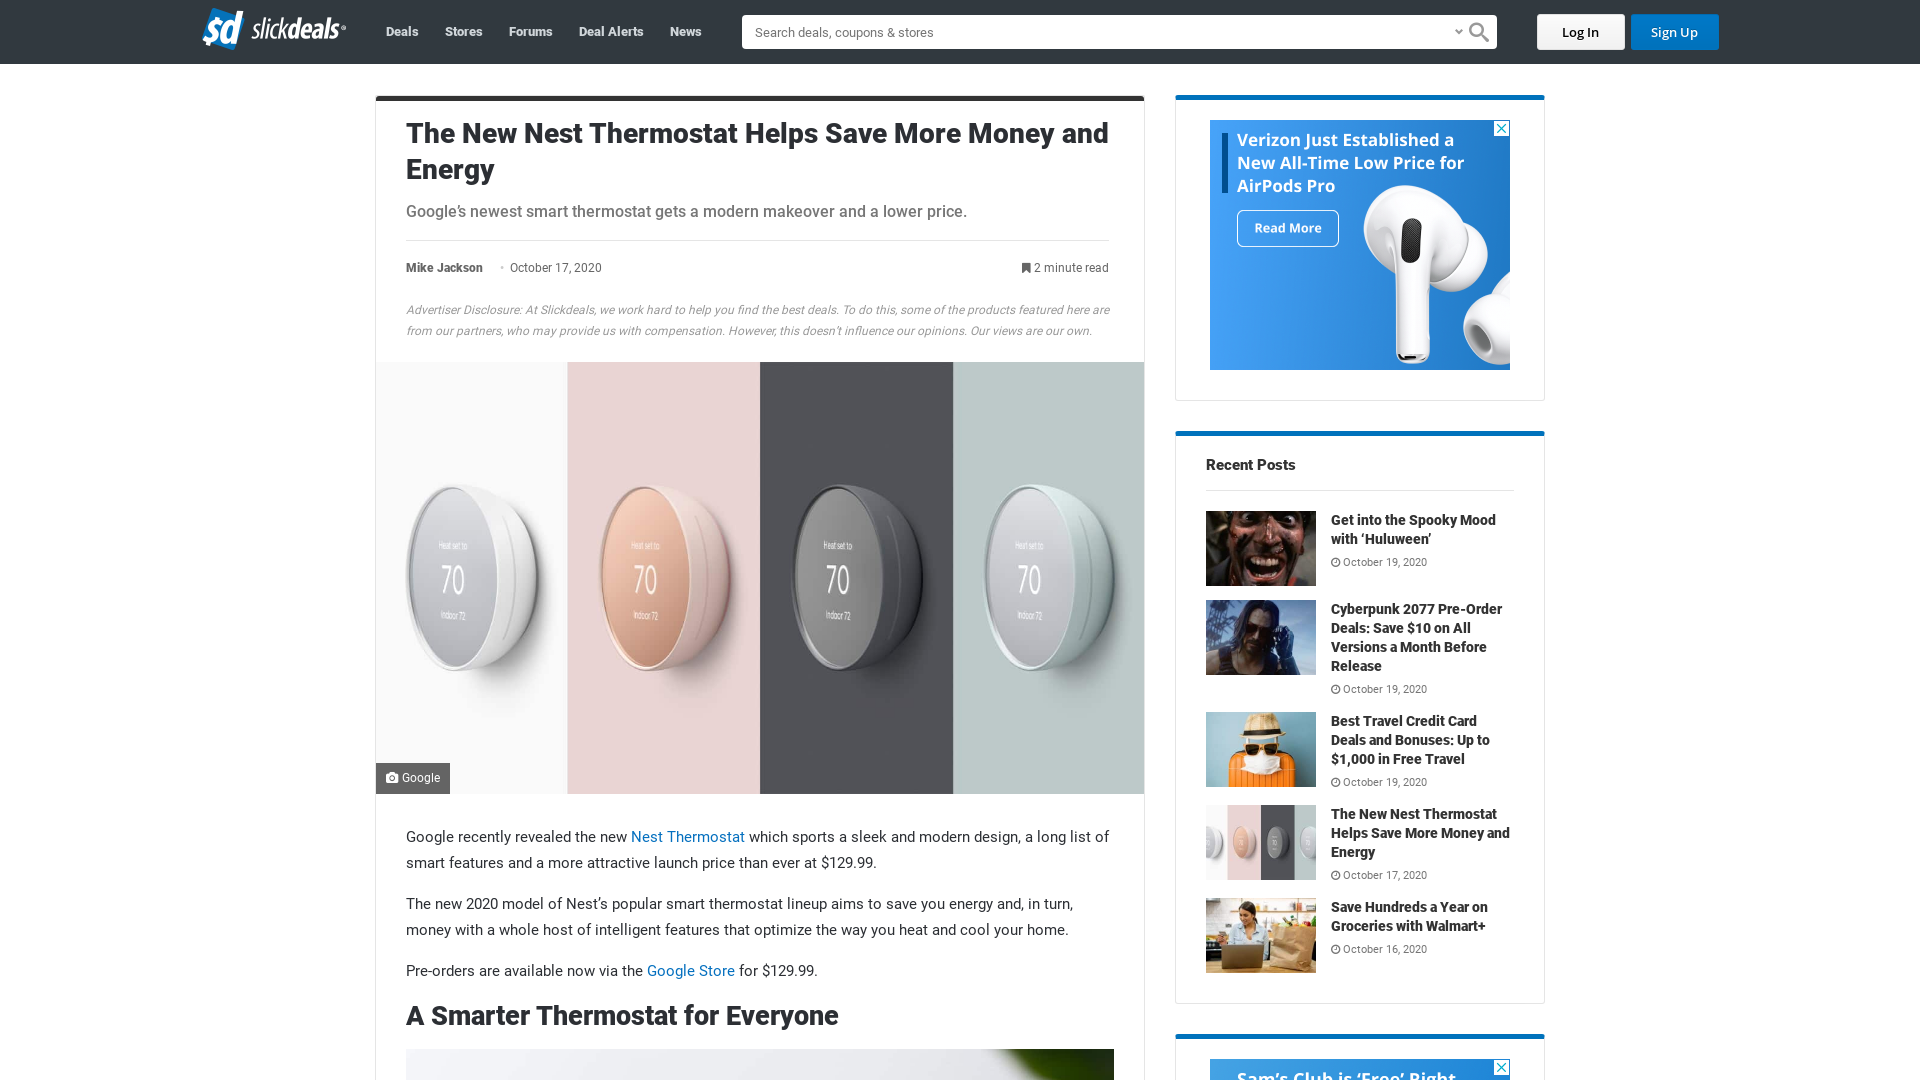 slickdeals
Deals
Stores
Forums
Deal Alerts
News
Search deals, coupons & stores
Log In
Sign Up
The New Nest Thermostat Helps Save More Money and
Energy
Google’s newest smart thermostat gets a modern makeover and a lower price.
Mike Jackson • October 17, 2020
2 minute read
Advertiser Disclosure: At Slickdeals, we work hard to help you find the best deals. To do this, some of the products featured here are
from our partners, who may provide us with compensation. However, this doesn’t influence our opinions. Our views are our own.
Heat set to
70
Indoor 72
Heat set to
70
Indoor 72
Heat set to
70
Indoor 72
Heat set to
70
Indoor 72
Google
Google recently revealed the new Nest Thermostat which sports a sleek and modern design, a long list of
smart features and a more attractive launch price than ever at $129.99.
The new 2020 model of Nest’s popular smart thermostat lineup aims to save you energy and, in turn,
money with a whole host of intelligent features that optimize the way you heat and cool your home.
Pre-orders are available now via the Google Store for $129.99.
A Smarter Thermostat for Everyone
Verizon Just Established a
New All-Time Low Price for
AirPods Pro
Read More
Recent Posts
Get into the Spooky Mood
with ‘Huluween’
October 19, 2020
Cyberpunk 2077 Pre-Order
Deals: Save $10 on All
Versions a Month Before
Release
October 19, 2020
Best Travel Credit Card
Deals and Bonuses: Up to
$1,000 in Free Travel
October 19, 2020
The New Nest Thermostat
Helps Save More Money and
Energy
October 17, 2020
Save Hundreds a Year on
Groceries with Walmart+
October 16, 2020
Sam’s Club is ‘Free’ Right